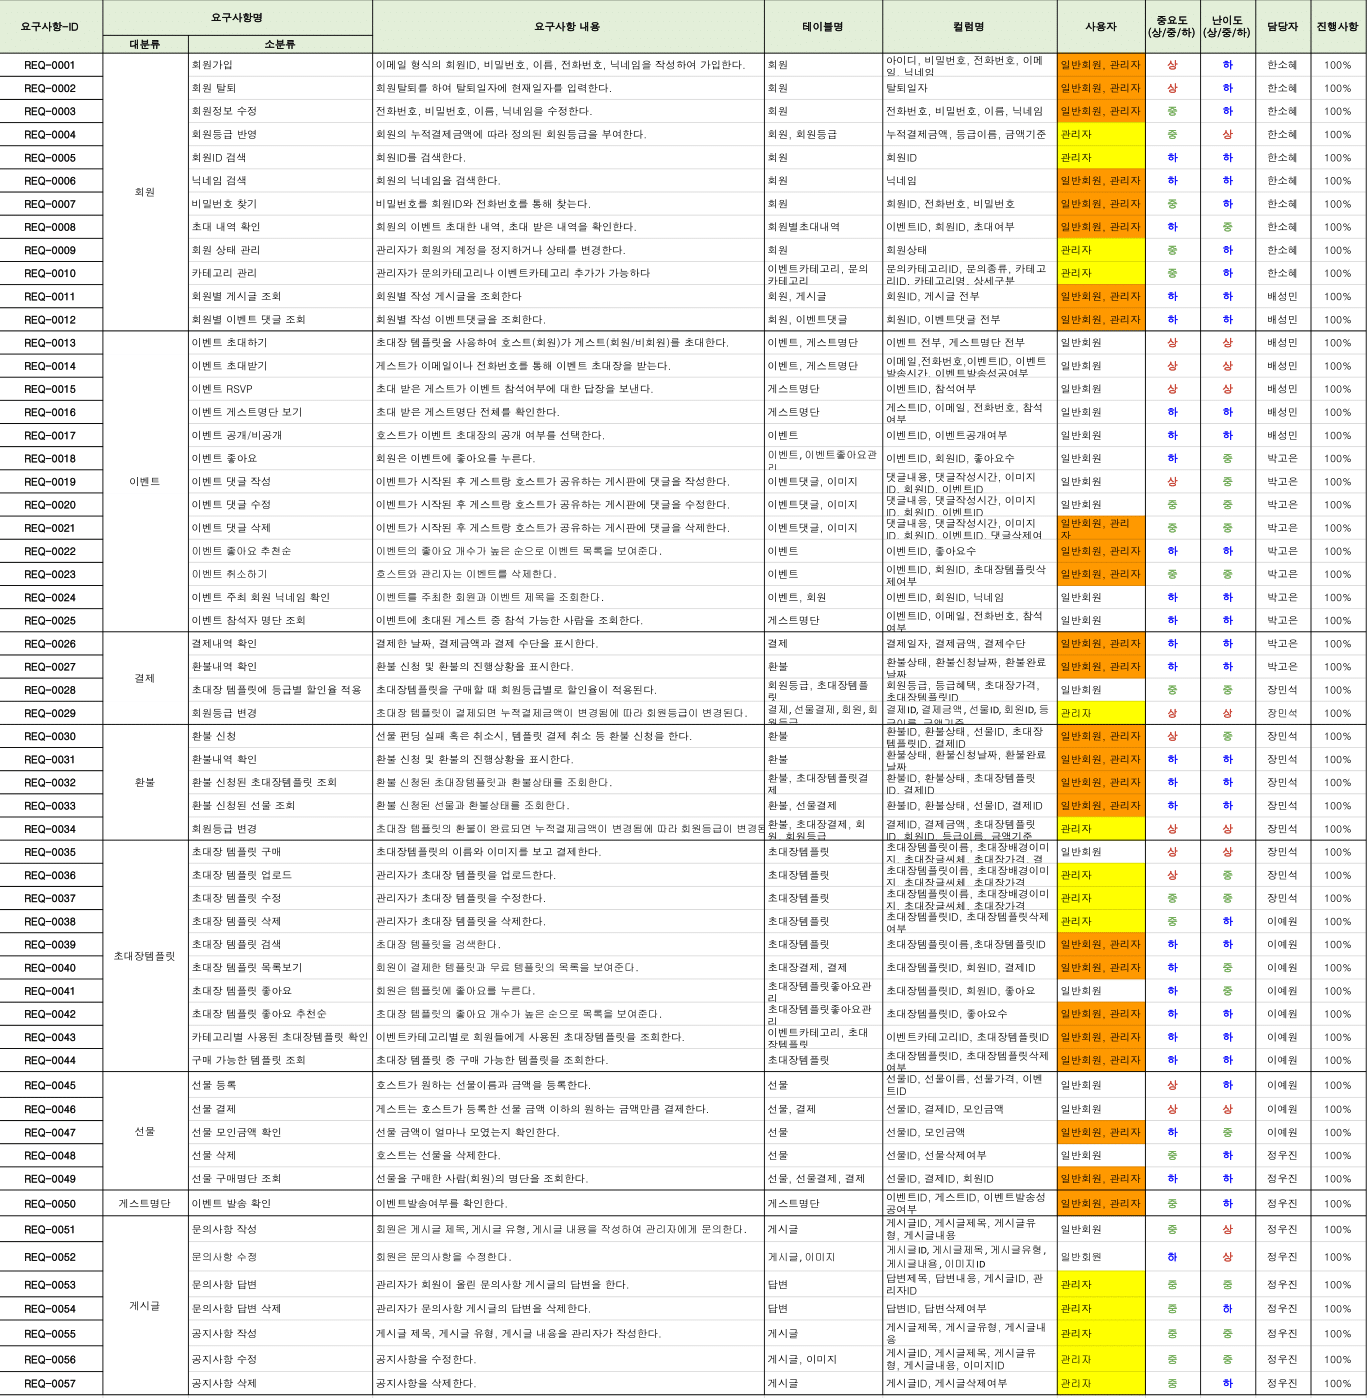 요구사항-ID 요구사항명 요구사항 내용 테이블명 컬럼명 사용자 중요도 (상/중/하) 난이도 (상/중/하) 담당자 진행사항
대분류 소분류
REQ-0001 회원 회원가입 이메일 형식의 회원ID, 비밀번호, 이름, 전화번호, 닉네임을 작성하여 가입한다. 회원 아이디, 비밀번호, 전화번호, 이메일, 닉네임 일반회원, 관리자 상 하 한소혜 100%
REQ-0002 회원 탈퇴 회원탈퇴를 하여 탈퇴일자에 현재일자를 입력한다. 회원 탈퇴일자 일반회원, 관리자 상 하 한소혜 100%
REQ-0003 회원정보 수정 전화번호, 비밀번호, 이름, 닉네임을 수정한다. 회원 전화번호, 비밀번호, 이름, 닉네임 일반회원, 관리자 중 하 한소혜 100%
REQ-0004 회원등급 반영 회원의 누적결제금액에 따라 정의된 회원등급을 부여한다. 회원, 회원등급 누적결제금액, 등급이름, 금액기준 관리자 중 상 한소혜 100%
REQ-0005 회원ID 검색 회원ID를 검색한다. 회원 회원ID 관리자 하 하 한소혜 100%
REQ-0006 닉네임 검색 회원의 닉네임을 검색한다. 회원 닉네임 일반회원, 관리자 하 하 한소혜 100%
REQ-0007 비밀번호 찾기 비밀번호를 회원ID와 전화번호를 통해 찾는다. 회원 회원ID, 전화번호, 비밀번호 일반회원, 관리자 중 하 한소혜 100%
REQ-0008 초대 내역 확인 회원의 이벤트 초대한 내역, 초대 받은 내역을 확인한다. 회원별초대내역 이벤트ID, 회원ID, 초대여부 일반회원, 관리자 하 중 한소혜 100%
REQ-0009 회원 상태 관리 관리자가 회원의 계정을 정지하거나 상태를 변경한다. 회원 회원상태 관리자 중 하 한소혜 100%
REQ-0010 카테고리 관리 관리자가 문의카테고리나 이벤트카테고리 추가가 가능하다 이벤트카테고리, 문의카테고리 문의카테고리ID, 문의종류, 카테고리ID, 카테고리명, 상세구분 관리자 중 하 한소혜 100%
REQ-0011 회원별 게시글 조회 회원별 작성 게시글을 조회한다 회원, 게시글 회원ID, 게시글 전부 일반회원, 관리자 하 하 배성민 100%
REQ-0012 회원별 이벤트 댓글 조회 회원별 작성 이벤트댓글을 조회한다. 회원, 이벤트댓글 회원ID, 이벤트댓글 전부 일반회원, 관리자 하 하 배성민 100%
REQ-0013 이벤트 이벤트 초대하기 초대장 템플릿을 사용하여 호스트(회원)가 게스트(회원/비회원)를 초대한다. 이벤트, 게스트명단 이벤트 전부, 게스트명단 전부 일반회원 상 상 배성민 100%
REQ-0014 이벤트 초대받기 게스트가 이메일이나 전화번호를 통해 이벤트 초대장을 받는다. 이벤트, 게스트명단 이메일,전화번호,이벤트ID, 이벤트발송시간, 이벤트발송성공여부 일반회원 상 상 배성민 100%
REQ-0015 이벤트 RSVP 초대 받은 게스트가 이벤트 참석여부에 대한 답장을 보낸다. 게스트명단 이벤트ID, 참석여부 일반회원 상 상 배성민 100%
REQ-0016 이벤트 게스트명단 보기 초대 받은 게스트명단 전체를 확인한다. 게스트명단 게스트ID, 이메일, 전화번호, 참석여부 일반회원 하 하 배성민 100%
REQ-0017 이벤트 공개/비공개 호스트가 이벤트 초대장의 공개 여부를 선택한다. 이벤트 이벤트ID, 이벤트공개여부 일반회원 하 하 배성민 100%
REQ-0018 이벤트 좋아요 회원은 이벤트에 좋아요를 누른다. 이벤트, 이벤트좋아요관리 이벤트ID, 회원ID, 좋아요수 일반회원 하 중 박고은 100%
REQ-0019 이벤트 댓글 작성 이벤트가 시작된 후 게스트랑 호스트가 공유하는 게시판에 댓글을 작성한다. 이벤트댓글, 이미지 댓글내용, 댓글작성시간, 이미지ID, 회원ID, 이벤트ID 일반회원 상 중 박고은 100%
REQ-0020 이벤트 댓글 수정 이벤트가 시작된 후 게스트랑 호스트가 공유하는 게시판에 댓글을 수정한다. 이벤트댓글, 이미지 댓글내용, 댓글작성시간, 이미지ID, 회원ID, 이벤트ID 일반회원 중 중 박고은 100%
REQ-0021 이벤트 댓글 삭제 이벤트가 시작된 후 게스트랑 호스트가 공유하는 게시판에 댓글을 삭제한다. 이벤트댓글, 이미지 댓글내용, 댓글작성시간, 이미지ID, 회원ID, 이벤트ID, 댓글삭제여 일반회원, 관리자 중 중 박고은 100%
REQ-0022 이벤트 좋아요 추천순 이벤트의 좋아요 개수가 높은 순으로 이벤트 목록을 보여준다. 이벤트 이벤트ID, 좋아요수 일반회원, 관리자 하 하 박고은 100%
REQ-0023 이벤트 취소하기 호스트와 관리자는 이벤트를 삭제한다. 이벤트 이벤트ID, 회원ID, 초대장템플릿삭제여부 일반회원, 관리자 중 중 박고은 100%
REQ-0024 이벤트 주최 회원 닉네임 확인 이벤트를 주최한 회원과 이벤트 제목을 조회한다. 이벤트, 회원 이벤트ID, 회원ID, 닉네임 일반회원 하 하 박고은 100%
REQ-0025 이벤트 참석자 명단 조회 이벤트에 초대된 게스트 중 참석 가능한 사람을 조회한다. 게스트명단 이벤트ID, 이메일, 전화번호, 참석여부 일반회원 하 하 박고은 100%
REQ-0026 결제 결제내역 확인 결제한 날짜, 결제금액과 결제 수단을 표시한다. 결제 결제일자, 결제금액, 결제수단 일반회원, 관리자 하 하 박고은 100%
REQ-0027 환불내역 확인 환불 신청 및 환불의 진행상황을 표시한다. 환불 환불상태, 환불신청날짜, 환불완료날짜 일반회원, 관리자 하 하 박고은 100%
REQ-0028 초대장 템플릿에 등급별 할인율 적용 초대장템플릿을 구매할 때 회원등급별로 할인율이 적용된다. 회원등급, 초대장템플릿 회원등급, 등급혜택, 초대장가격, 초대장템플릿ID 일반회원 중 중 장민석 100%
REQ-0029 회원등급 변경 초대장 템플릿이 결제되면 누적결제금액이 변경됨에 따라 회원등급이 변경된다. 결제, 선물결제, 회원, 회원등급 결제ID, 결제금액, 선물ID, 회원ID, 등급이름, 금액기준 관리자 상 상 장민석 100%
REQ-0030 환불 환불 신청 선물 펀딩 실패 혹은 취소시, 템플릿 결제 취소 등 환불 신청을 한다. 환불 환불ID, 환불상태, 선물ID, 초대장템플릿ID, 결제ID 일반회원, 관리자 상 중 장민석 100%
REQ-0031 환불내역 확인 환불 신청 및 환불의 진행상황을 표시한다. 환불 환불상태, 환불신청날짜, 환불완료날짜 일반회원, 관리자 하 하 장민석 100%
REQ-0032 환불 신청된 초대장템플릿 조회 환불 신청된 초대장템플릿과 환불상태를 조회한다. 환불, 초대장템플릿결제 환불ID, 환불상태, 초대장템플릿ID, 결제ID 일반회원, 관리자 하 하 장민석 100%
REQ-0033 환불 신청된 선물 조회 환불 신청된 선물과 환불상태를 조회한다. 환불, 선물결제 환불ID, 환불상태, 선물ID, 결제ID 일반회원, 관리자 하 하 장민석 100%
REQ-0034 회원등급 변경 초대장 템플릿의 환불이 완료되면 누적결제금액이 변경됨에 따라 회원등급이 변경된 환불, 초대장결제, 회원, 회원등급 결제ID, 결제금액, 초대장템플릿ID, 회원ID, 등급이름, 금액기준 관리자 상 상 장민석 100%
REQ-0035 초대장템플릿 초대장 템플릿 구매 초대장템플릿의 이름와 이미지를 보고 결제한다. 초대장템플릿 초대장템플릿이름, 초대장배경이미지, 초대장글씨체, 초대장가격, 결 일반회원 상 상 장민석 100%
REQ-0036 초대장 템플릿 업로드 관리자가 초대장 템플릿을 업로드한다. 초대장템플릿 초대장템플릿이름, 초대장배경이미지, 초대장글씨체, 초대장가격 관리자 상 중 장민석 100%
REQ-0037 초대장 템플릿 수정 관리자가 초대장 템플릿을 수정한다. 초대장템플릿 초대장템플릿이름, 초대장배경이미지, 초대장글씨체, 초대장가격 관리자 중 중 장민석 100%
REQ-0038 초대장 템플릿 삭제 관리자가 초대장 템플릿을 삭제한다. 초대장템플릿 초대장템플릿ID, 초대장템플릿삭제여부 관리자 중 하 이예원 100%
REQ-0039 초대장 템플릿 검색 초대장 템플릿을 검색한다. 초대장템플릿 초대장템플릿이름,초대장템플릿ID 일반회원, 관리자 하 하 이예원 100%
REQ-0040 초대장 템플릿 목록보기 회원이 결제한 템플릿과 무료 템플릿의 목록을 보여준다. 초대장결제, 결제 초대장템플릿ID, 회원ID, 결제ID 일반회원, 관리자 하 중 이예원 100%
REQ-0041 초대장 템플릿 좋아요 회원은 템플릿에 좋아요를 누른다. 초대장템플릿좋아요관리 초대장템플릿ID, 회원ID, 좋아요 일반회원 하 중 이예원 100%
REQ-0042 초대장 템플릿 좋아요 추천순 초대장 템플릿의 좋아요 개수가 높은 순으로 목록을 보여준다. 초대장템플릿좋아요관리 초대장템플릿ID, 좋아요수 일반회원, 관리자 하 하 이예원 100%
REQ-0043 카테고리별 사용된 초대장템플릿 확인 이벤트카테고리별로 회원들에게 사용된 초대장템플릿을 조회한다. 이벤트카테고리, 초대장템플릿 이벤트카테고리ID, 초대장템플릿ID 일반회원, 관리자 하 하 이예원 100%
REQ-0044 구매 가능한 템플릿 조회 초대장 템플릿 중 구매 가능한 템플릿을 조회한다. 초대장템플릿 초대장템플릿ID, 초대장템플릿삭제여부 일반회원, 관리자 하 하 이예원 100%
REQ-0045 선물 선물 등록 호스트가 원하는 선물이름과 금액을 등록한다. 선물 선물ID, 선물이름, 선물가격, 이벤트ID 일반회원 상 하 이예원 100%
REQ-0046 선물 결제 게스트는 호스트가 등록한 선물 금액 이하의 원하는 금액만큼 결제한다. 선물, 결제 선물ID, 결제ID, 모인금액 일반회원 상 상 이예원 100%
REQ-0047 선물 모인금액 확인 선물 금액이 얼마나 모였는지 확인한다. 선물 선물ID, 모인금액 일반회원, 관리자 하 중 이예원 100%
REQ-0048 선물 삭제 호스트는 선물을 삭제한다. 선물 선물ID, 선물삭제여부 일반회원 중 하 정우진 100%
REQ-0049 선물 구매명단 조회 선물을 구매한 사람(회원)의 명단을 조회한다. 선물, 선물결제, 결제 선물ID, 결제ID, 회원ID 일반회원, 관리자 하 하 정우진 100%
REQ-0050 게스트명단 이벤트 발송 확인 이벤트발송여부를 확인한다. 게스트명단 이벤트ID, 게스트ID, 이벤트발송성공여부 일반회원, 관리자 중 하 정우진 100%
REQ-0051 게시글 문의사항 작성 회원은 게시글 제목, 게시글 유형, 게시글 내용을 작성하여 관리자에게 문의한다. 게시글 게시글ID, 게시글제목, 게시글유형, 게시글내용 일반회원 중 상 정우진 100%
REQ-0052 문의사항 수정 회원은 문의사항을 수정한다. 게시글, 이미지 게시글ID, 게시글제목, 게시글유형, 게시글내용, 이미지ID 일반회원 하 상 정우진 100%
REQ-0053 문의사항 답변 관리자가 회원이 올린 문의사항 게시글의 답변을 한다. 답변 답변제목, 답변내용, 게시글ID, 관리자ID 관리자 중 중 정우진 100%
REQ-0054 문의사항 답변 삭제 관리자가 문의사항 게시글의 답변을 삭제한다. 답변 답변ID, 답변삭제여부 관리자 중 하 정우진 100%
REQ-0055 공지사항 작성 게시글 제목, 게시글 유형, 게시글 내용을 관리자가 작성한다. 게시글 게시글제목, 게시글유형, 게시글내용 관리자 중 중 정우진 100%
REQ-0056 공지사항 수정 공지사항을 수정한다. 게시글, 이미지 게시글ID, 게시글제목, 게시글유형, 게시글내용, 이미지ID 관리자 중 중 정우진 100%
REQ-0057 공지사항 삭제 공지사항을 삭제한다. 게시글 게시글ID, 게시글삭제여부 관리자 중 하 정우진 100%